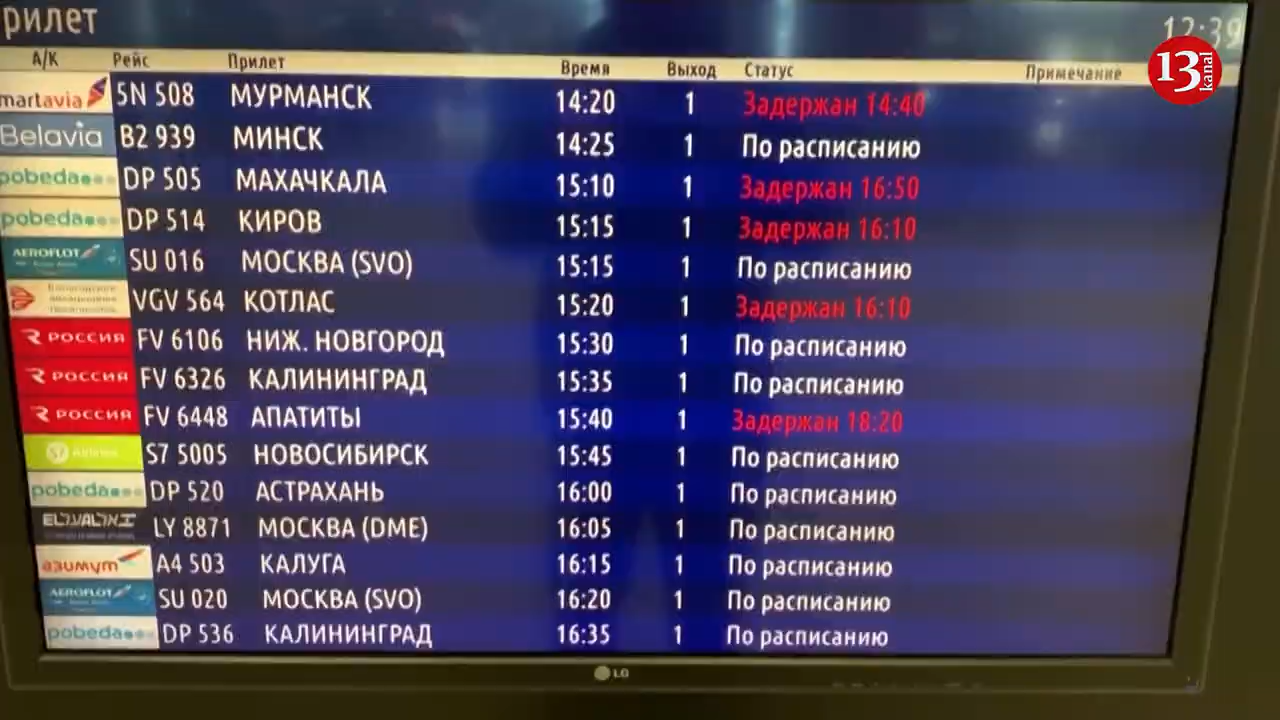 рилет 12:39
А/К Рейс Прилет Время Выход Статус Примечание
13 kanal
martavia 5N 508 МУРМАНСК 14:20 1 Задержан 14:40
Belavia B2 939 МИНСК 14:25 1 По расписанию
pobeda DP 505 МАХАЧКАЛА 15:10 1 Задержан 16:50
pobeda DP 514 КИРОВ 15:15 1 Задержан 16:10
AEROFLOT SU 016 МОСКВА (SVO) 15:15 1 По расписанию
VGV 564 КОТЛАС 15:20 1 Задержан 16:10
РОССИЯ FV 6106 НИЖ. НОВГОРОД 15:30 1 По расписанию
РОССИЯ FV 6326 КАЛИНИНГРАД 15:35 1 По расписанию
РОССИЯ FV 6448 АПАТИТЫ 15:40 1 Задержан 18:20
S7 Airlines S7 5005 НОВОСИБИРСК 15:45 1 По расписанию
pobeda DP 520 АСТРАХАНЬ 16:00 1 По расписанию
LY 8871 МОСКВА (DME) 16:05 1 По расписанию
азимут A4 503 КАЛУГА 16:15 1 По расписанию
AEROFLOT SU 020 МОСКВА (SVO) 16:20 1 По расписанию
pobeda DP 536 КАЛИНИНГРАД 16:35 1 По расписанию
LG